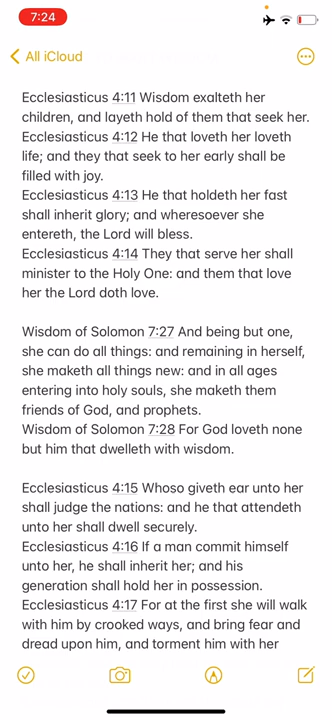 7:24
All iCloud
Ecclesiasticus 4:11 Wisdom exalteth her
children, and layeth hold of them that seek her.
Ecclesiasticus 4:12 He that loveth her loveth
life; and they that seek to her early shall be
filled with joy.
Ecclesiasticus 4:13 He that holdeth her fast
shall inherit glory; and wheresoever she
entereth, the Lord will bless.
Ecclesiasticus 4:14 They that serve her shall
minister to the Holy One: and them that love
her the Lord doth love.
Wisdom of Solomon 7:27 And being but one,
she can do all things: and remaining in herself,
she maketh all things new: and in all ages
entering into holy souls, she maketh them
friends of God, and prophets.
Wisdom of Solomon 7:28 For God loveth none
but him that dwelleth with wisdom.
Ecclesiasticus 4:15 Whoso giveth ear unto her
shall judge the nations: and he that attendeth
unto her shall dwell securely.
Ecclesiasticus 4:16 If a man commit himself
unto her, he shall inherit her; and his
generation shall hold her in possession.
Ecclesiasticus 4:17 For at the first she will walk
with him by crooked ways, and bring fear and
dread upon him, and torment him with her